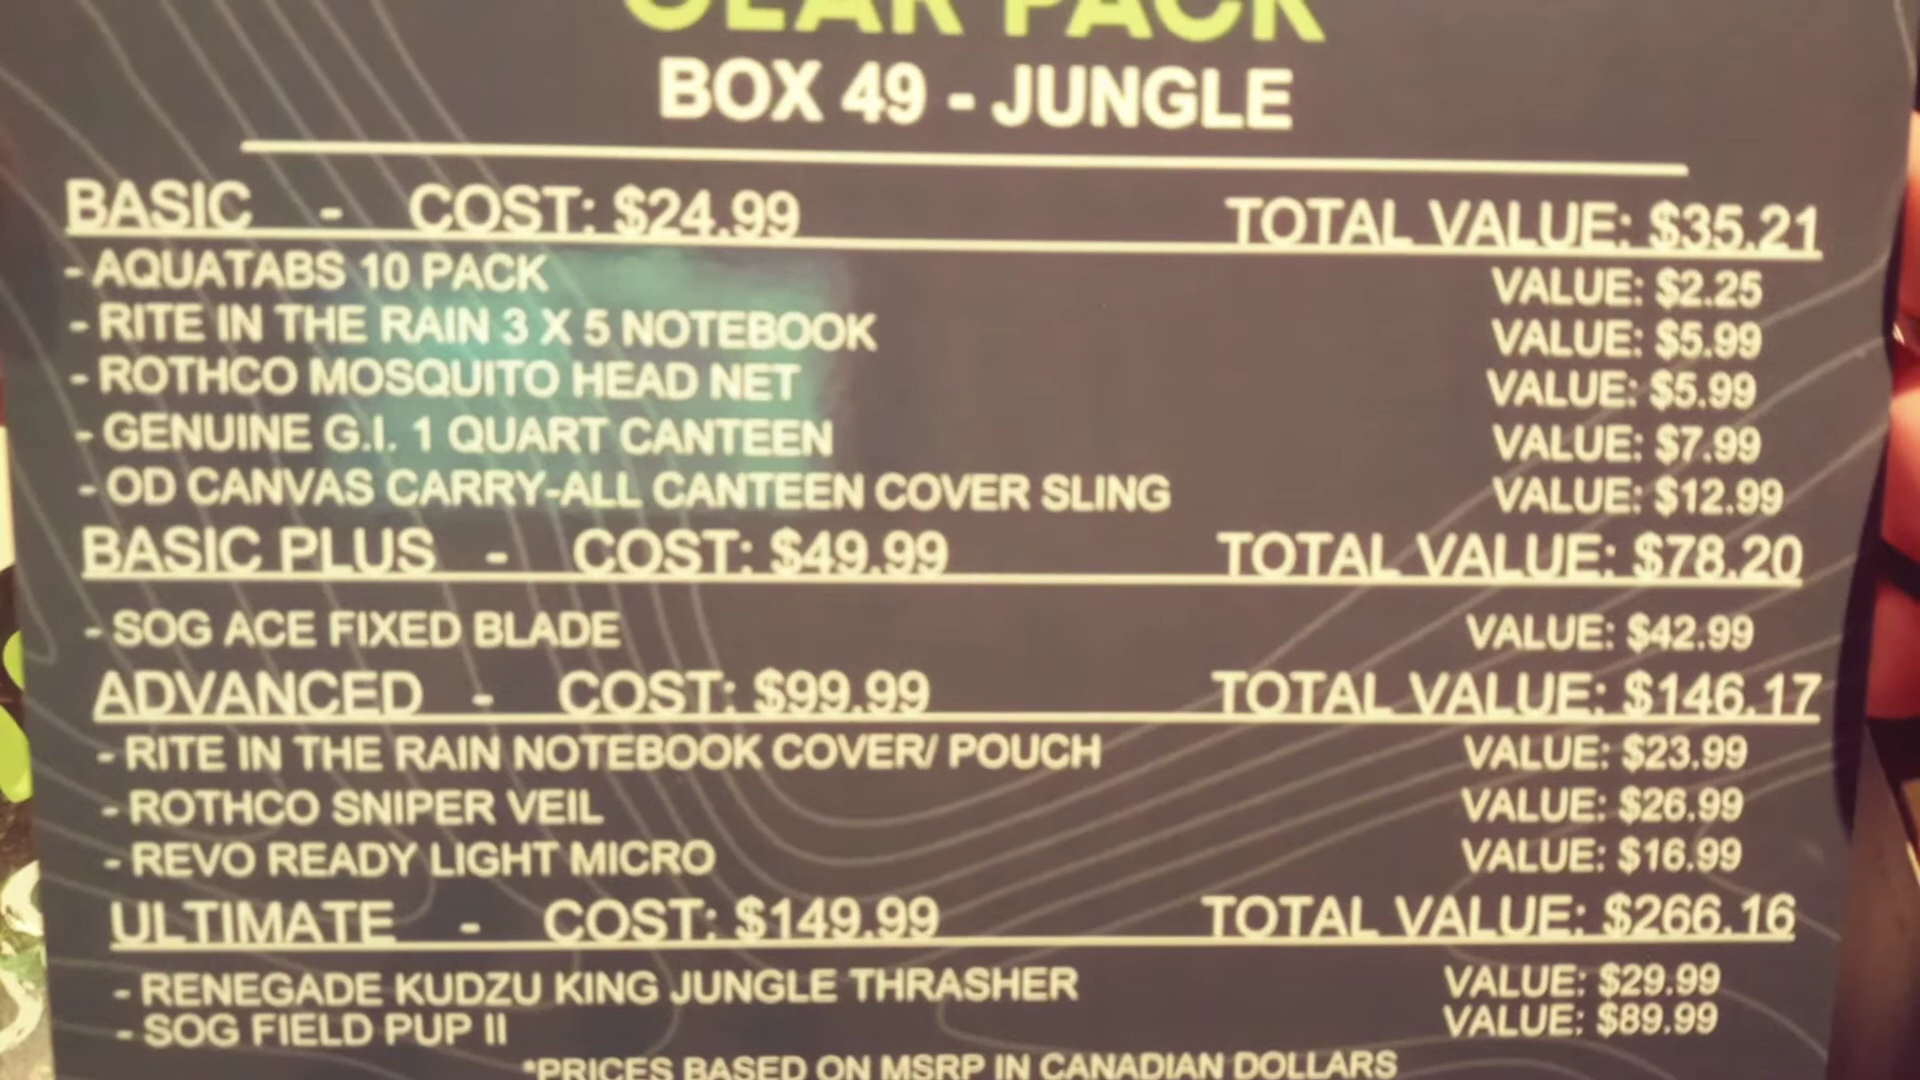 GEAR PACK
BOX 49 - JUNGLE
BASIC - COST: $24.99 TOTAL VALUE: $35.21
- AQUATABS 10 PACK VALUE: $2.25
- RITE IN THE RAIN 3 X 5 NOTEBOOK VALUE: $5.99
- ROTHCO MOSQUITO HEAD NET VALUE: $5.99
- GENUINE G.I. 1 QUART CANTEEN VALUE: $7.99
- OD CANVAS CARRY-ALL CANTEEN COVER SLING VALUE: $12.99
BASIC PLUS - COST: $49.99 TOTAL VALUE: $78.20
- SOG ACE FIXED BLADE VALUE: $42.99
ADVANCED - COST: $99.99 TOTAL VALUE: $146.17
- RITE IN THE RAIN NOTEBOOK COVER/ POUCH VALUE: $23.99
- ROTHCO SNIPER VEIL VALUE: $26.99
- REVO READY LIGHT MICRO VALUE: $16.99
ULTIMATE - COST: $149.99 TOTAL VALUE: $266.16
- RENEGADE KUDZU KING JUNGLE THRASHER VALUE: $29.99
- SOG FIELD PUP II VALUE: $89.99
*PRICES BASED ON MSRP IN CANADIAN DOLLARS